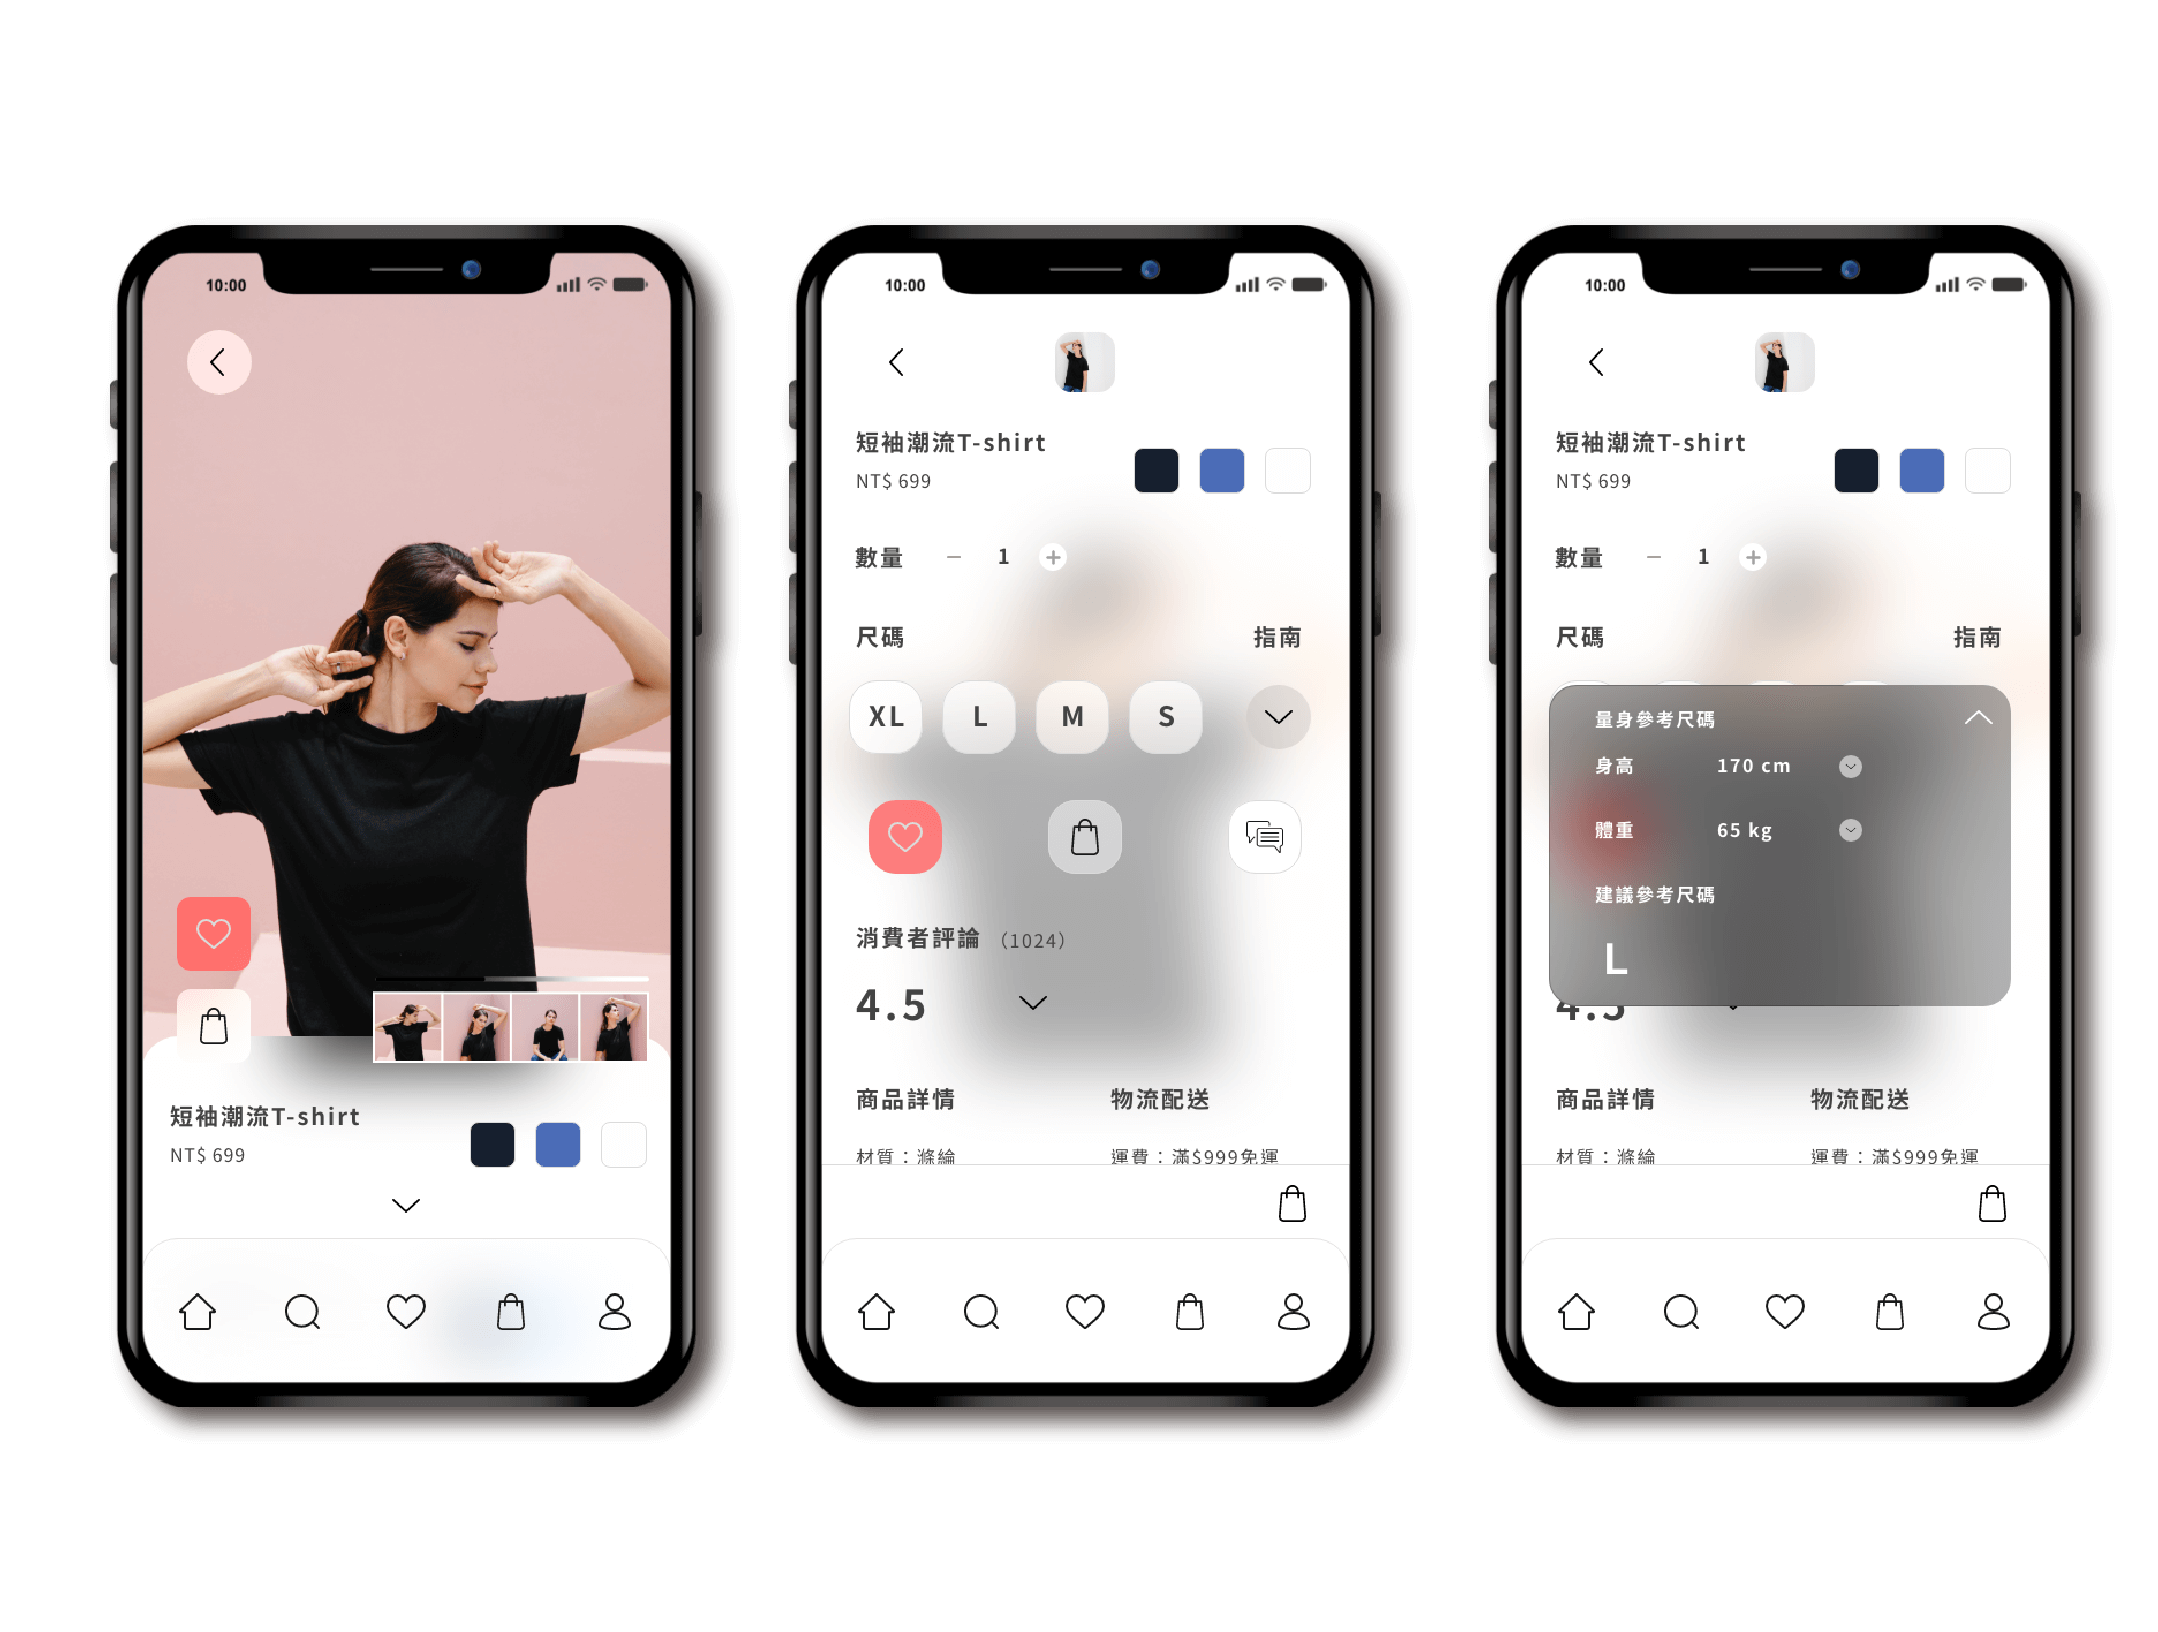 10:00
短袖潮流T-shirt
NT$ 699
10:00
短袖潮流T-shirt
NT$ 699
數量 － 1 +
尺碼 指南
XL L M S
消費者評論 （1024）
4.5
商品詳情 物流配送
材質：滌綸 運費：滿$999免運
10:00
短袖潮流T-shirt
NT$ 699
數量 － 1 +
尺碼 指南
量身參考尺碼
身高 170 cm
體重 65 kg
建議參考尺碼
L
4.5
商品詳情 物流配送
材質：滌綸 運費：滿$999免運